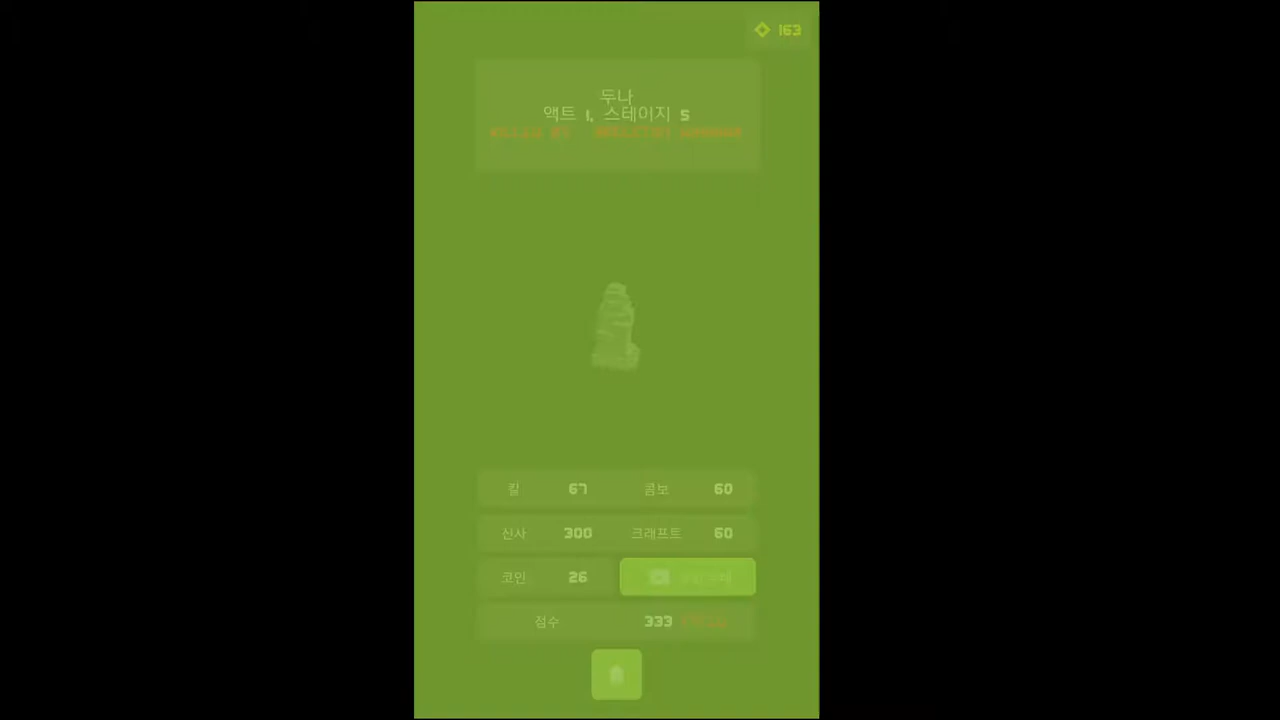 163
두나
액트 1, 스테이지 5
킬 67 콤보 60
신사 300 크래프트 60
코인 26
점수 333